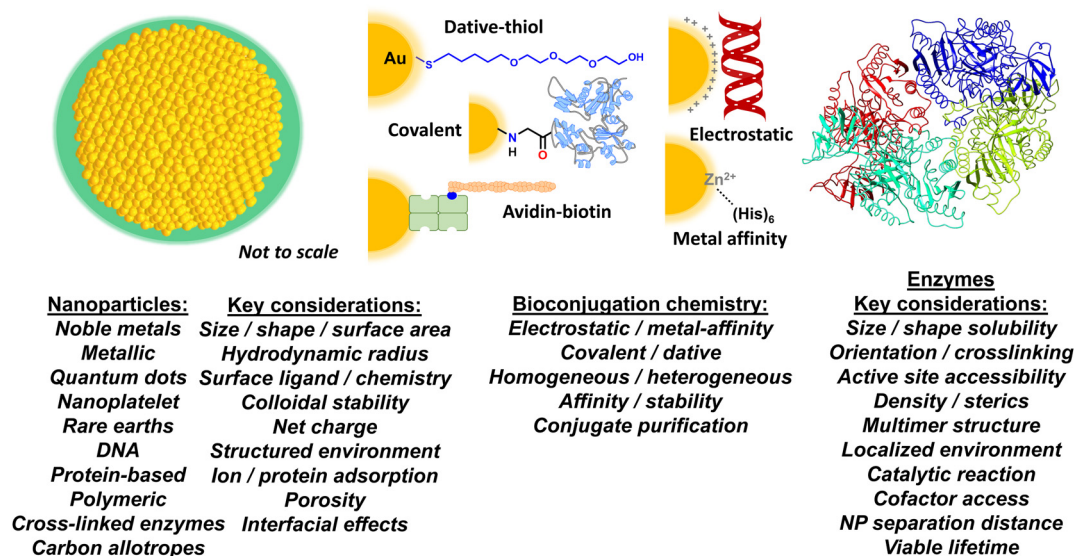 Dative-thiol
Au
S
O
O
O
OH
Covalent
N
H
O
Avidin-biotin
++++++++++
Electrostatic
Zn2+
(His)6
Metal affinity
Not to scale
Nanoparticles:
Noble metals
Metallic
Quantum dots
Nanoplatelet
Rare earths
DNA
Protein-based
Polymeric
Cross-linked enzymes
Carbon allotropes
Key considerations:
Size / shape / surface area
Hydrodynamic radius
Surface ligand / chemistry
Colloidal stability
Net charge
Structured environment
Ion / protein adsorption
Porosity
Interfacial effects
Bioconjugation chemistry:
Electrostatic / metal-affinity
Covalent / dative
Homogeneous / heterogeneous
Affinity / stability
Conjugate purification
Enzymes
Key considerations:
Size / shape solubility
Orientation / crosslinking
Active site accessibility
Density / sterics
Multimer structure
Localized environment
Catalytic reaction
Cofactor access
NP separation distance
Viable lifetime